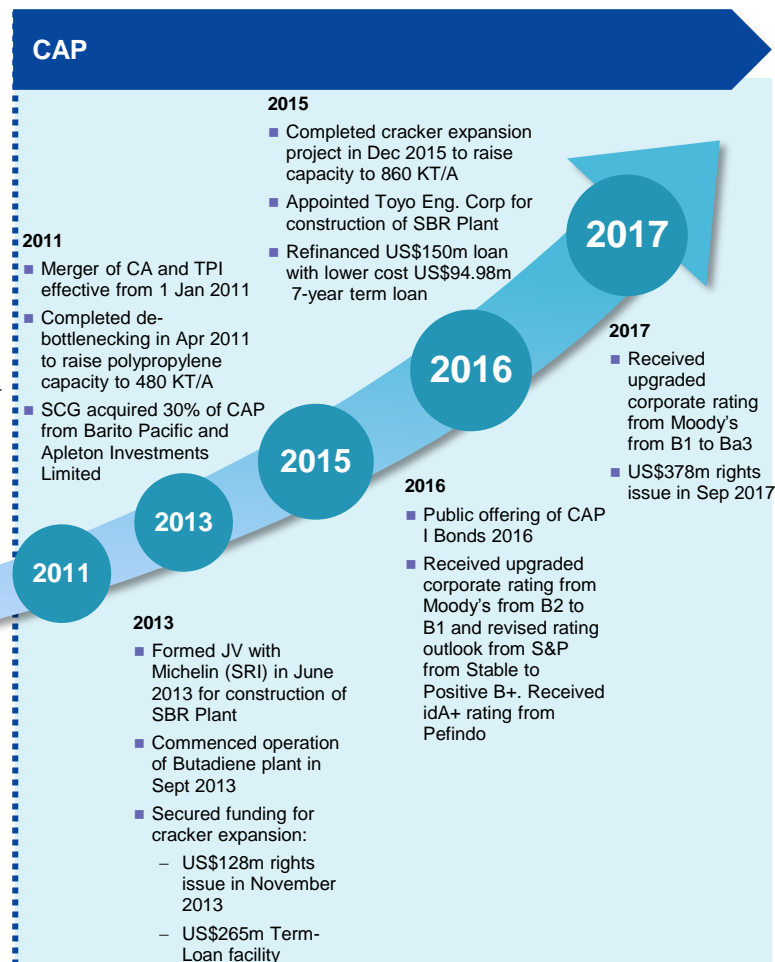 CAP
2015
■ Completed cracker expansion
project in Dec 2015 to raise
capacity to 860 KT/A
■ Appointed Toyo Eng. Corp for
construction of SBR Plant
■ Refinanced US$150m loan
with lower cost US$94.98m
7-year term loan
2011
■ Merger of CA and TPI
effective from 1 Jan 2011
■ Completed de-
bottlenecking in Apr 2011
to raise polypropylene
capacity to 480 KT/A
■ SCG acquired 30% of CAP
from Barito Pacific and
Apleton Investments
Limited
2011
2013
2015
2016
2017
2017
■ Received
upgraded
corporate rating
from Moody's
from B1 to Ba3
■ US$378m rights
issue in Sep 2017
2016
■ Public offering of CAP
I Bonds 2016
■ Received upgraded
corporate rating from
Moody's from B2 to
B1 and revised rating
outlook from S&P
from Stable to
Positive B+. Received
idA+ rating from
Pefindo
2013
■ Formed JV with
Michelin (SRI) in June
2013 for construction of
SBR Plant
■ Commenced operation
of Butadiene plant in
Sept 2013
■ Secured funding for
cracker expansion:
– US$128m rights
issue in November
2013
– US$265m Term-
Loan facility